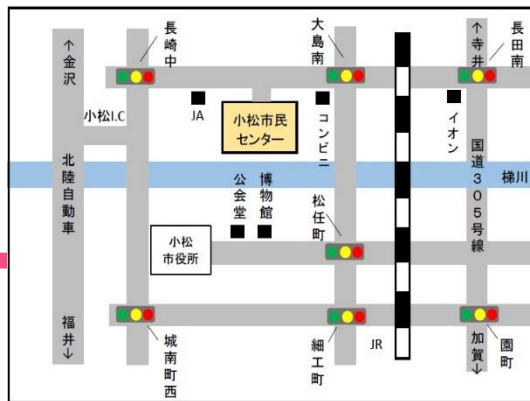 ↑金沢
長崎中
大島南
↑寺井
長田南
小松I.C
JA
小松市民
センター
コンビニ
イオン
北陸自動車
国道305号線
梯川
公会堂
博物館
松任町
小松
市役所
福井↓
城南町西
細工町
JR
加賀↓
園町